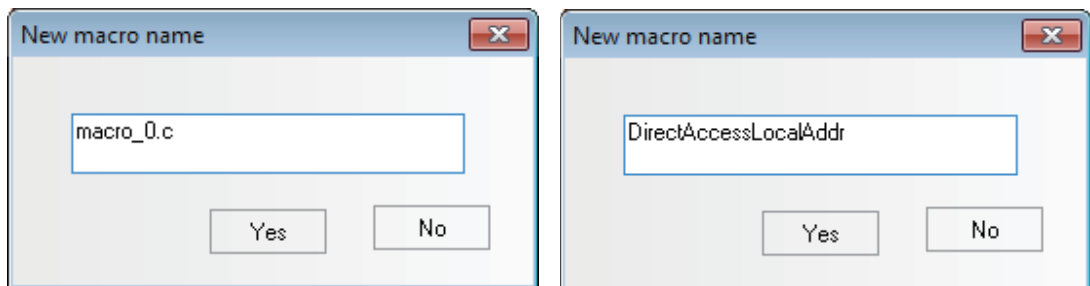 New macro name
macro_0.c
Yes
No
New macro name
DirectAccessLocalAddr
Yes
No